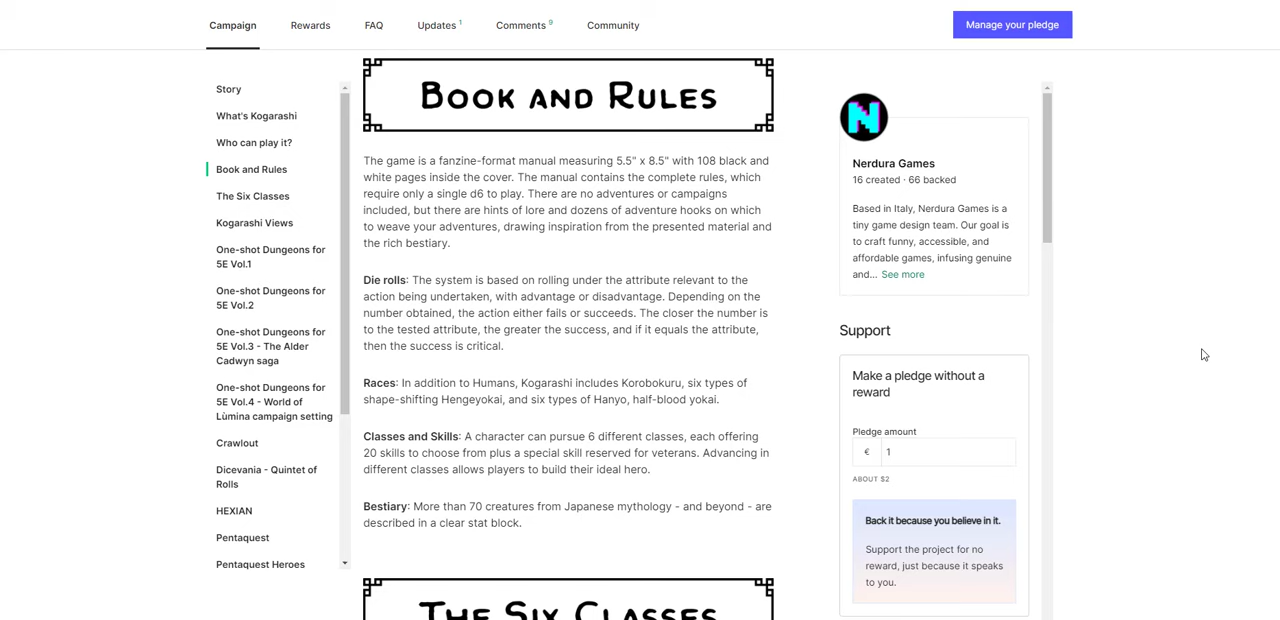 Campaign
Rewards
FAQ
Updates 1
Comments 9
Community
Manage your pledge
Story
What's Kogarashi
Who can play it?
Book and Rules
The Six Classes
Kogarashi Views
One-shot Dungeons for
5E Vol.1
One-shot Dungeons for
5E Vol.2
One-shot Dungeons for
5E Vol.3 - The Alder
Cadwyn saga
One-shot Dungeons for
5E Vol.4 - World of
Lùmina campaign setting
Crawlout
Dicevania - Quintet of
Rolls
HEXIAN
Pentaquest
Pentaquest Heroes
Book and Rules
The game is a fanzine-format manual measuring 5.5" x 8.5" with 108 black and
white pages inside the cover. The manual contains the complete rules, which
require only a single d6 to play. There are no adventures or campaigns
included, but there are hints of lore and dozens of adventure hooks on which
to weave your adventures, drawing inspiration from the presented material and
the rich bestiary.
Die rolls: The system is based on rolling under the attribute relevant to the
action being undertaken, with advantage or disadvantage. Depending on the
number obtained, the action either fails or succeeds. The closer the number is
to the tested attribute, the greater the success, and if it equals the attribute,
then the success is critical.
Races: In addition to Humans, Kogarashi includes Korobokuru, six types of
shape-shifting Hengeyokai, and six types of Hanyo, half-blood yokai.
Classes and Skills: A character can pursue 6 different classes, each offering
20 skills to choose from plus a special skill reserved for veterans. Advancing in
different classes allows players to build their ideal hero.
Bestiary: More than 70 creatures from Japanese mythology - and beyond - are
described in a clear stat block.
The Six Classes
N
Nerdura Games
16 created · 66 backed
Based in Italy, Nerdura Games is a
tiny game design team. Our goal is
to craft funny, accessible, and
affordable games, infusing genuine
and... See more
Support
Make a pledge without a
reward
Pledge amount
€ 1
ABOUT $2
Back it because you believe in it.
Support the project for no
reward, just because it speaks
to you.